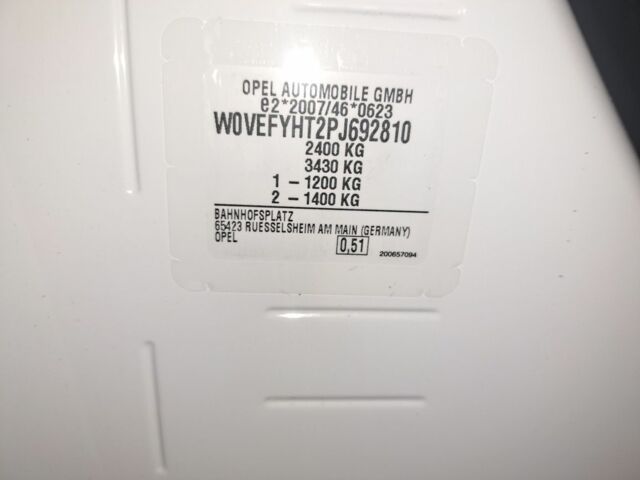 OPEL AUTOMOBILE GMBH
e2*2007/46*0623
W0VEFYHT2PJ692810
2400 KG
3430 KG
1 – 1200 KG
2 – 1400 KG
BAHNHOFSPLATZ
65423 RUESSELSHEIM AM MAIN (GERMANY)
OPEL
0,51
200657094